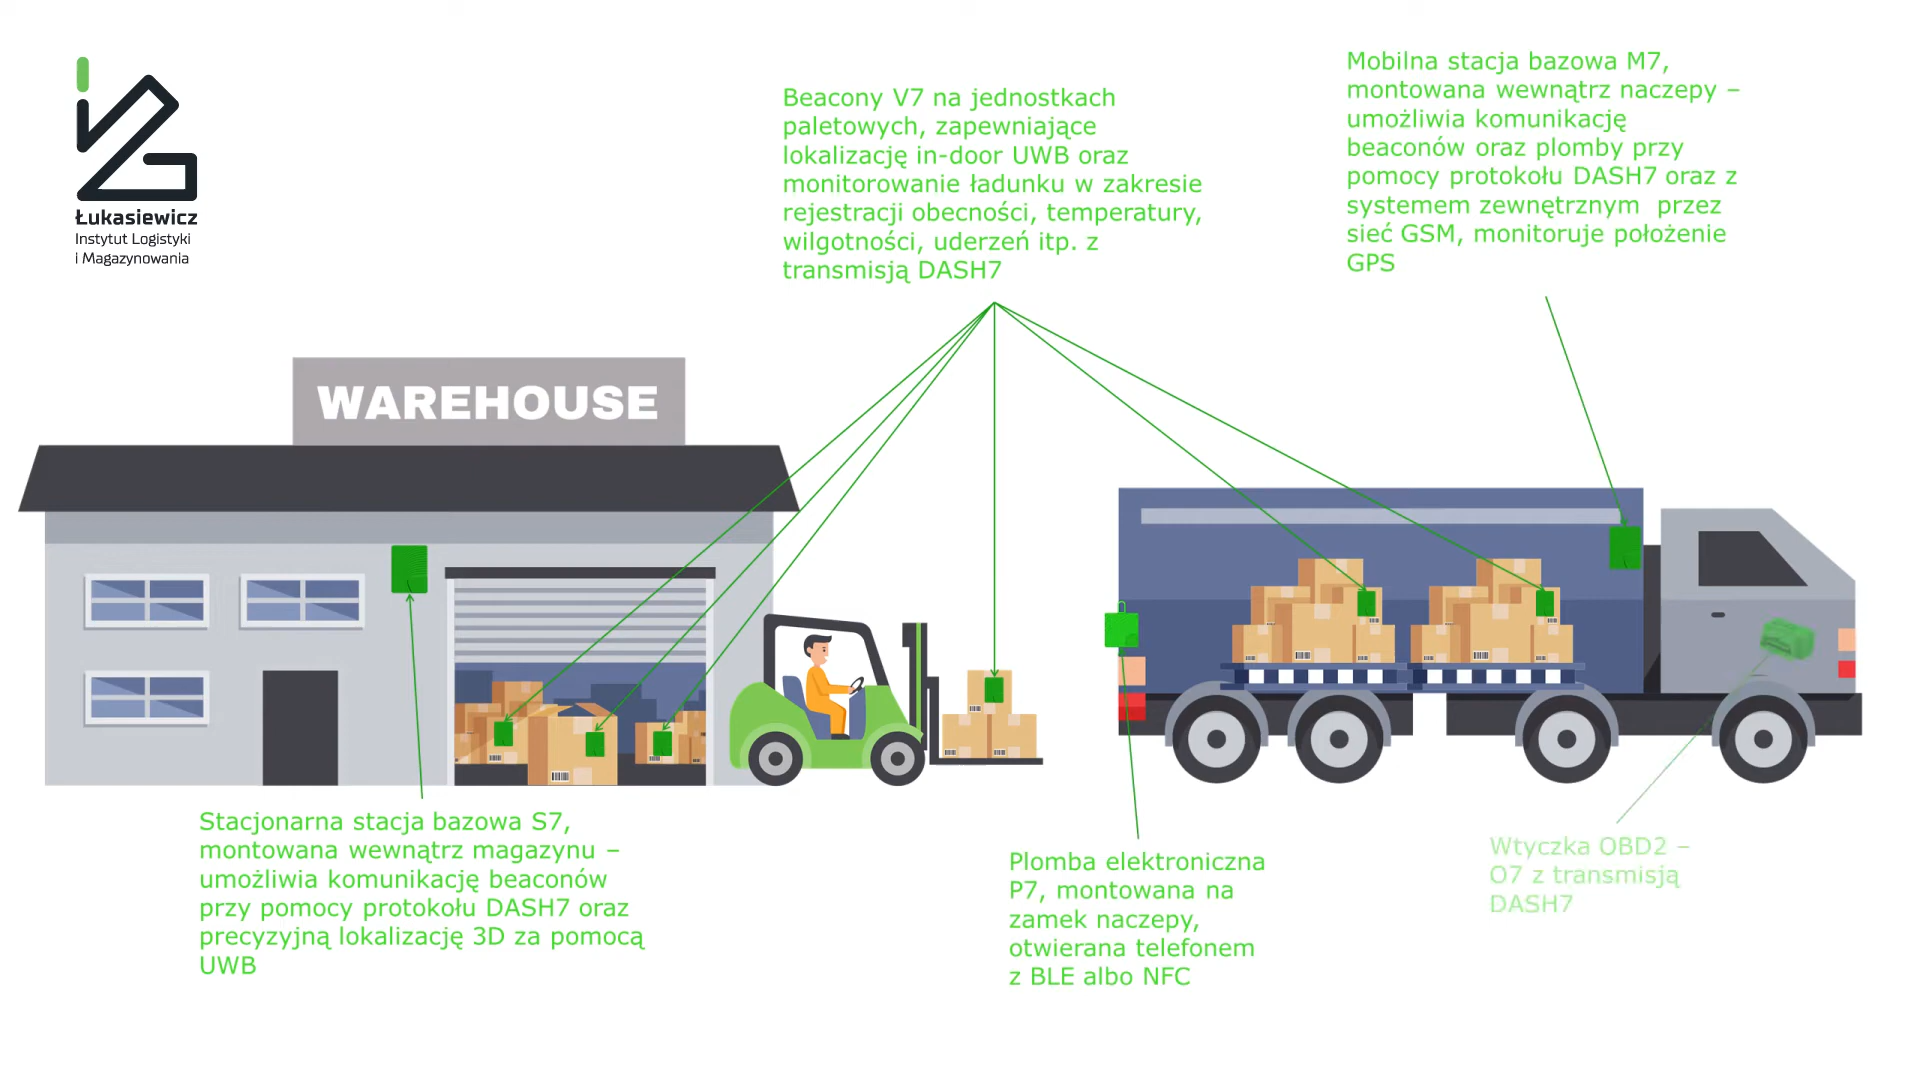 Łukasiewicz
Instytut Logistyki
i Magazynowania
Beacony V7 na jednostkach
paletowych, zapewniające
lokalizację in-door UWB oraz
monitorowanie ładunku w zakresie
rejestracji obecności, temperatury,
wilgotności, uderzeń itp. z
transmisją DASH7
Mobilna stacja bazowa M7,
montowana wewnątrz naczepy –
umożliwia komunikację
beaconów oraz plomby przy
pomocy protokołu DASH7 oraz z
systemem zewnętrznym  przez
sieć GSM, monitoruje położenie
GPS
WAREHOUSE
Stacjonarna stacja bazowa S7,
montowana wewnątrz magazynu –
umożliwia komunikację beaconów
przy pomocy protokołu DASH7 oraz
precyzyjną lokalizację 3D za pomocą
UWB
Plomba elektroniczna
P7, montowana na
zamek naczepy,
otwierana telefonem
z BLE albo NFC
Wtyczka OBD2 –
O7 z transmisją
DASH7